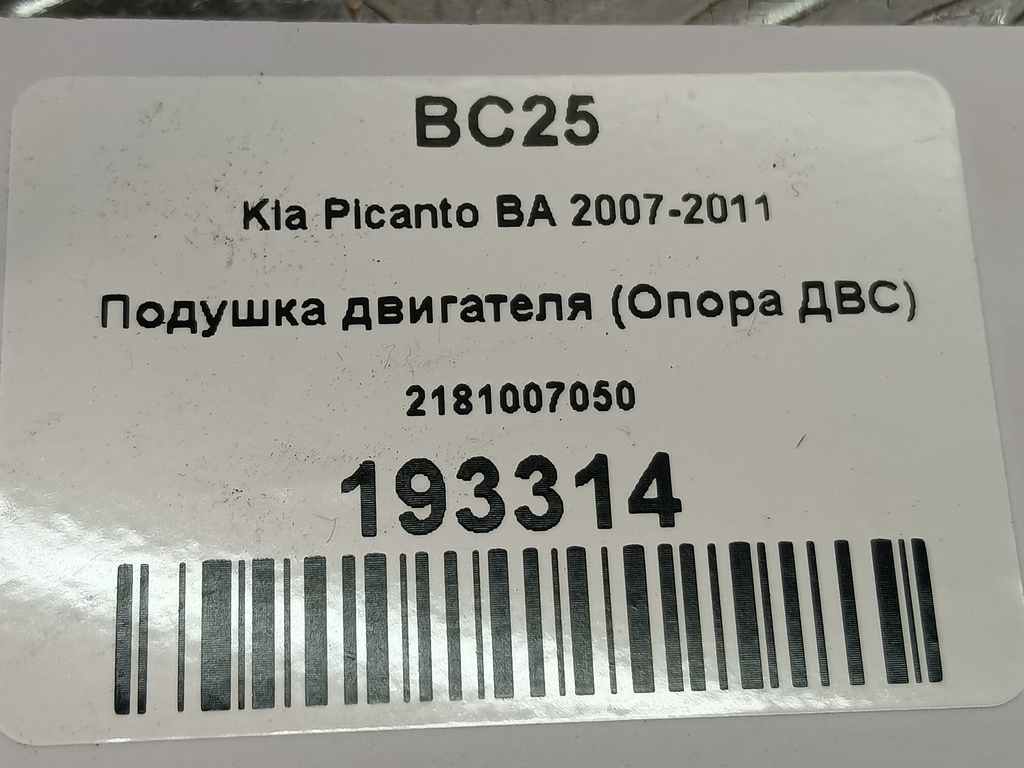 BC25
Kia Picanto BA 2007-2011
Подушка двигателя (Опора ДВС)
2181007050
193314